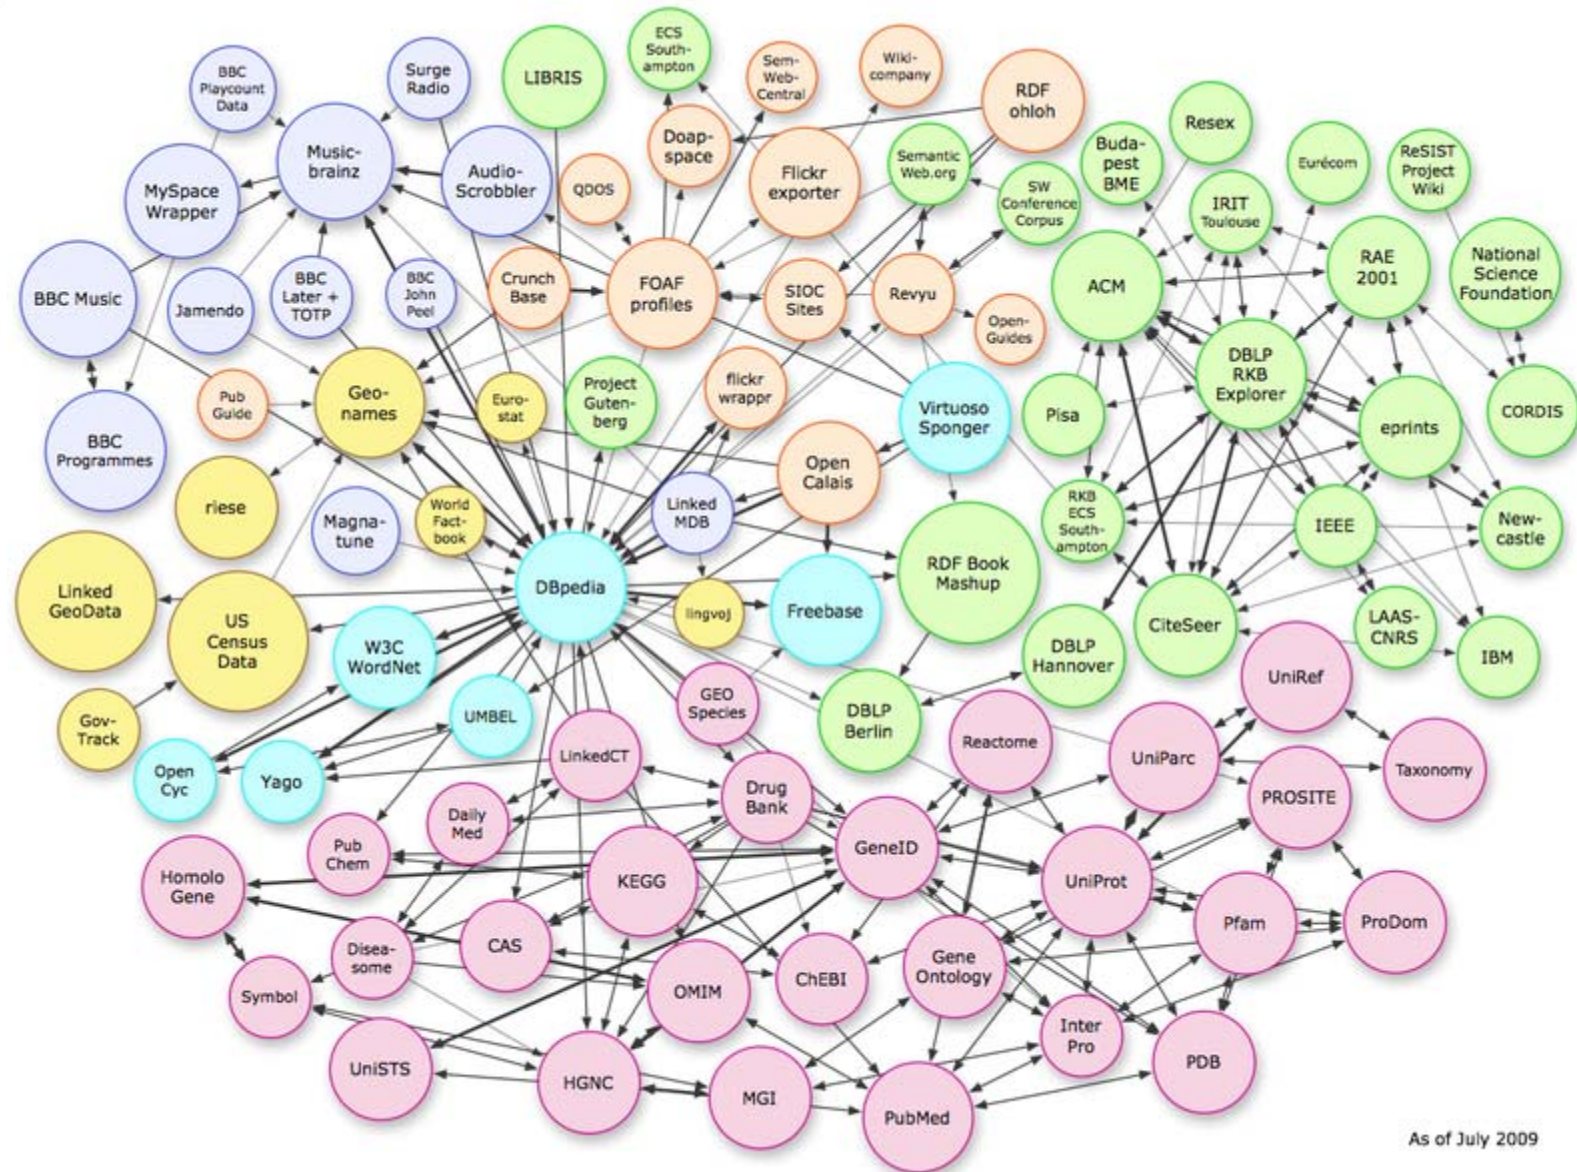 BBC
Playcount
Data
Surge
Radio
LIBRIS
ECS
South-
ampton
Sem-
Web-
Central
Wiki-
company
RDF
ohloh
Music-
brainz
Doap-
space
Resex
MySpace
Wrapper
Audio-
Scrobbler
QDOS
Flickr
exporter
Semantic
Web.org
SW
Conference
Corpus
Buda-
pest
BME
IRIT
Toulouse
Eurécom
ReSIST
Project
Wiki
BBC Music
Jamendo
BBC
Later +
TOTP
BBC
John
Peel
Crunch
Base
FOAF
profiles
SIOC
Sites
Revyu
Open-
Guides
ACM
RAE
2001
National
Science
Foundation
Pub
Guide
Geo-
names
Euro-
stat
Project
Guten-
berg
flickr
wrappr
Virtuoso
Sponger
Pisa
DBLP
RKB
Explorer
eprints
CORDIS
BBC
Programmes
riese
Magna-
tune
World
Fact-
book
Linked
MDB
Open
Calais
RKB
ECS
South-
ampton
IEEE
New-
castle
Linked
GeoData
US
Census
Data
W3C
WordNet
DBpedia
lingvoj
Freebase
RDF Book
Mashup
DBLP
Hannover
CiteSeer
LAAS-
CNRS
IBM
Gov-
Track
Open
Cyc
Yago
UMBEL
LinkedCT
GEO
Species
DBLP
Berlin
Reactome
UniParc
UniRef
Taxonomy
Pub
Chem
Daily
Med
Drug
Bank
PROSITE
Homolo
Gene
KEGG
GeneID
UniProt
Pfam
ProDom
Symbol
Disea-
some
CAS
OMIM
ChEBI
Gene
Ontology
Inter
Pro
PDB
UniSTS
HGNC
MGI
PubMed
As of July 2009